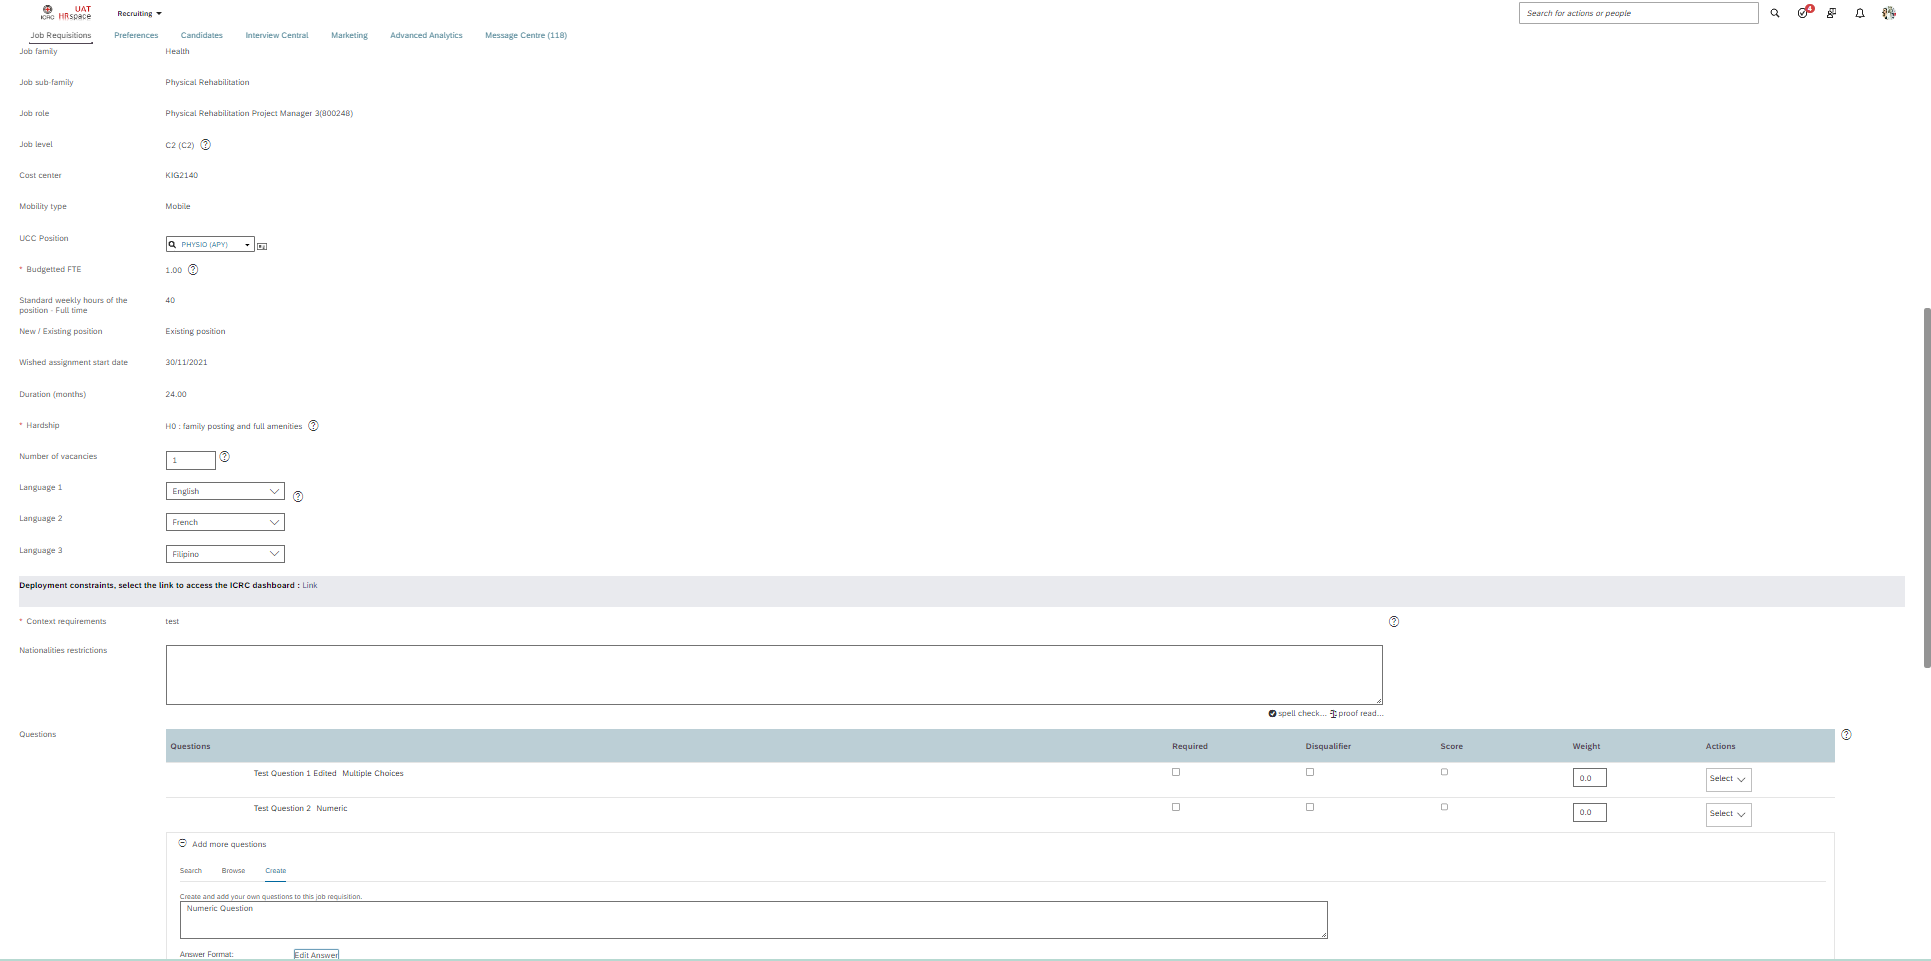 ICRC UAT HRspace Recruiting Search for actions or people 4
Job Requisitions Preferences Candidates Interview Central Marketing Advanced Analytics Message Centre (118)
Job family Health
Job sub-family Physical Rehabilitation
Job role Physical Rehabilitation Project Manager 3(800248)
Job level C2 (C2) ?
Cost center KIG2140
Mobility type Mobile
UCC Position PHYSIO (APY)
* Budgetted FTE 1.00 ?
Standard weekly hours of the position - Full time 40
New / Existing position Existing position
Wished assignment start date 30/11/2021
Duration (months) 24.00
* Hardship H0 : family posting and full amenities ?
Number of vacancies 1 ?
Language 1 English ?
Language 2 French
Language 3 Filipino
Deployment constraints, select the link to access the ICRC dashboard : Link
* Context requirements test ?
Nationalities restrictions
spell check... proof read...
Questions ?
Questions Required Disqualifier Score Weight Actions
Test Question 1 Edited Multiple Choices 0.0 Select
Test Question 2 Numeric 0.0 Select
Add more questions
Search Browse Create
Create and add your own questions to this job requisition.
Numeric Question
Answer Format: Edit Answer